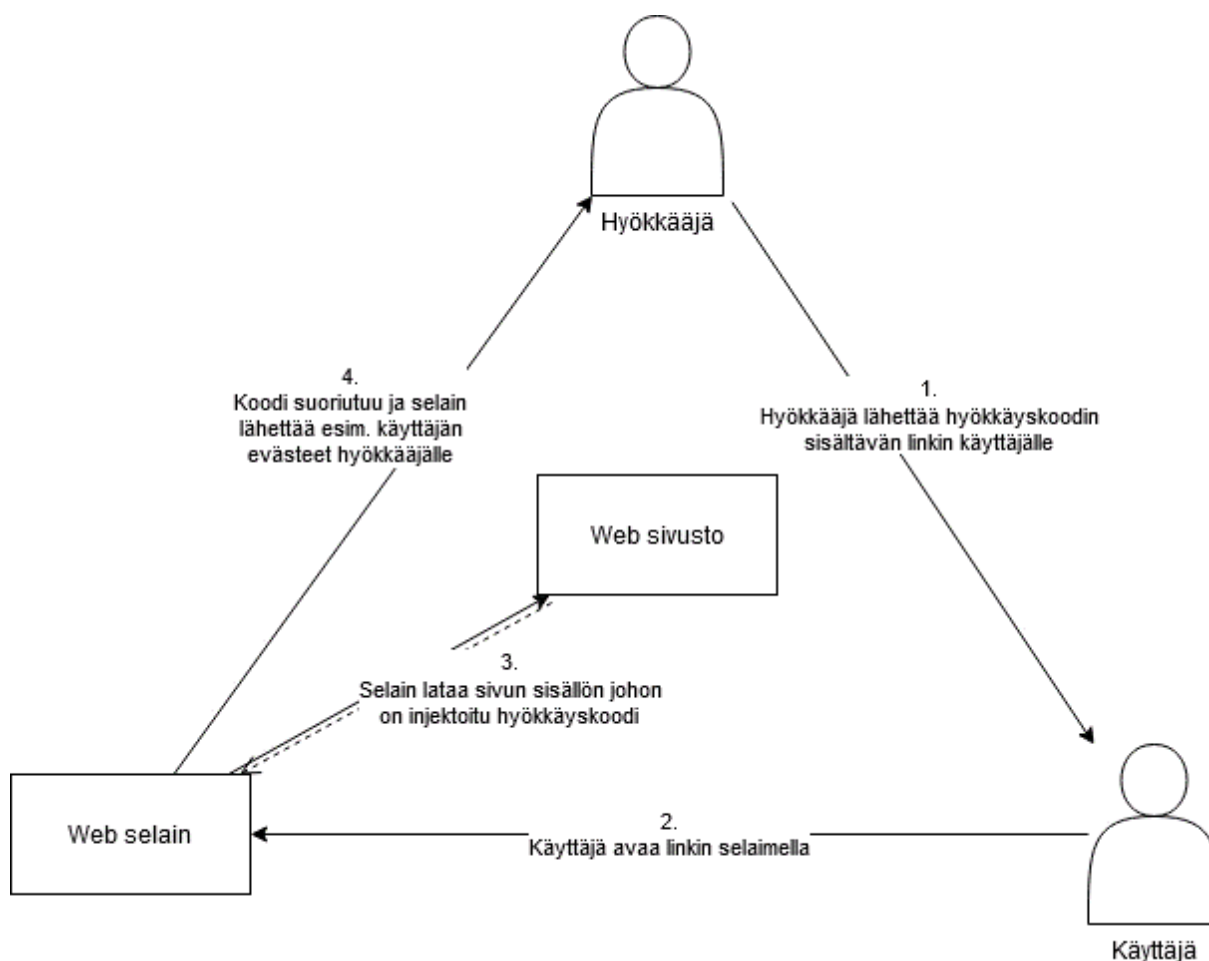 Hyökkääjä
4.
Koodi suoriutuu ja selain
lähettää esim. käyttäjän
evästeet hyökkääjälle
1.
Hyökkääjä lähettää hyökkäyskoodin
sisältävän linkin käyttäjälle
Web sivusto
3.
Selain lataa sivun sisällön johon
on injektoitu hyökkäyskoodi
Web selain
2.
Käyttäjä avaa linkin selaimella
Käyttäjä